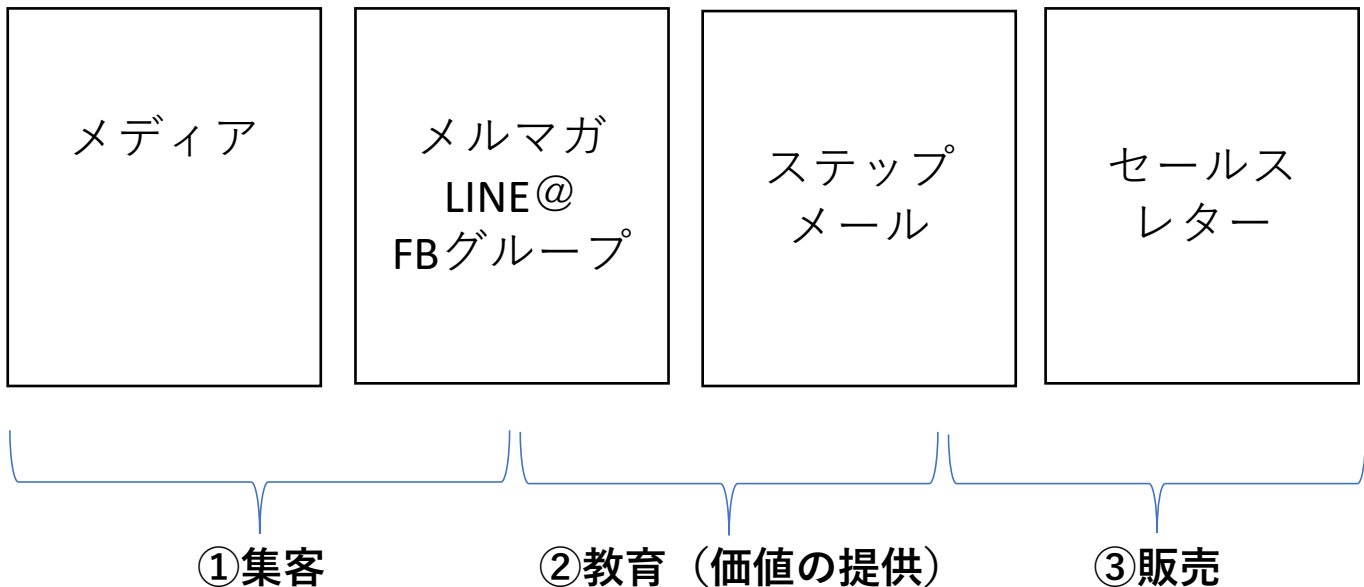 メディア
メルマガ
LINE＠
FBグループ
ステップ
メール
セールス
レター
①集客
②教育（価値の提供）
③販売